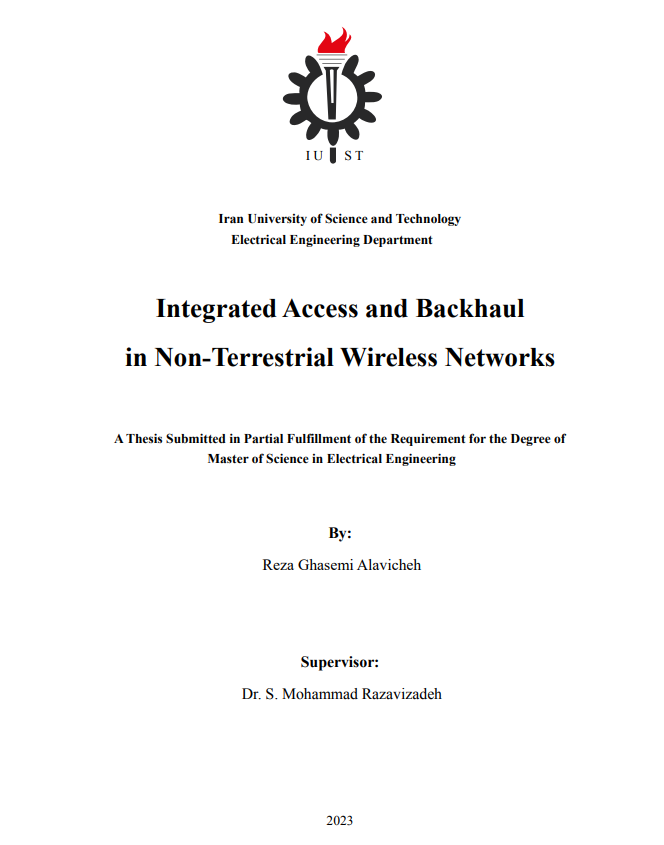 IU ST
Iran University of Science and Technology
Electrical Engineering Department
Integrated Access and Backhaul
in Non-Terrestrial Wireless Networks
A Thesis Submitted in Partial Fulfillment of the Requirement for the Degree of
Master of Science in Electrical Engineering
By:
Reza Ghasemi Alavicheh
Supervisor:
Dr. S. Mohammad Razavizadeh
2023